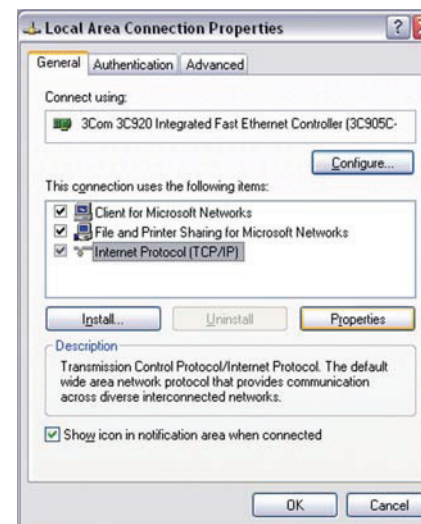 Local Area Connection Properties
?
General Authentication Advanced
Connect using:
3Com 3C920 Integrated Fast Ethernet Controller (3C905C-
Configure...
This connection uses the following items:
Client for Microsoft Networks
File and Printer Sharing for Microsoft Networks
Internet Protocol (TCP/IP)
Install... Uninstall Properties
Description
Transmission Control Protocol/Internet Protocol. The default
wide area network protocol that provides communication
across diverse interconnected networks.
Show icon in notification area when connected
OK Cancel